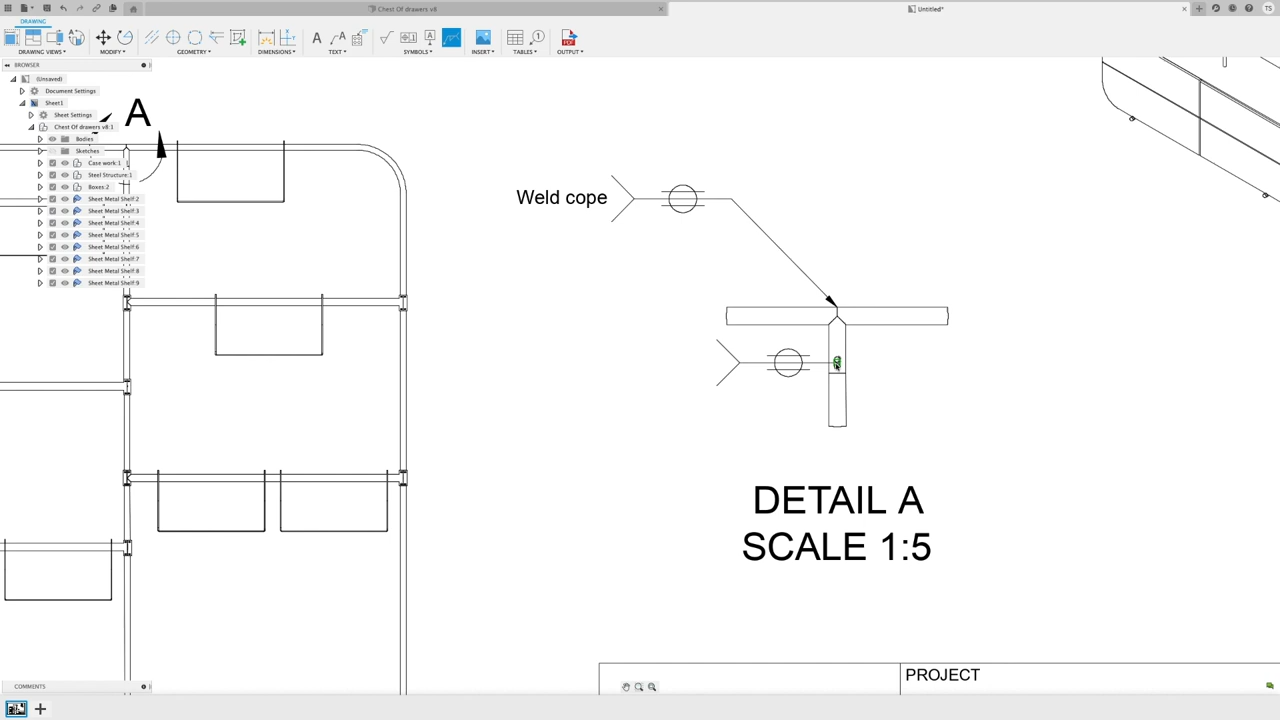 Chest Of drawers v8
Untitled*
TS
DRAWING
DRAWING VIEWS
MODIFY
GEOMETRY
DIMENSIONS
TEXT
SYMBOLS
INSERT
TABLES
OUTPUT
BROWSER
(Unsaved)
Document Settings
Sheet1
Sheet Settings
Chest Of drawers v8:1
Bodies
Sketches
Case work:1
Steel Structure:1
Boxes:2
Sheet Metal Shelf:2
Sheet Metal Shelf:3
Sheet Metal Shelf:4
Sheet Metal Shelf:5
Sheet Metal Shelf:6
Sheet Metal Shelf:7
Sheet Metal Shelf:8
Sheet Metal Shelf:9
A
Weld cope
DETAIL A
SCALE 1:5
PROJECT
COMMENTS